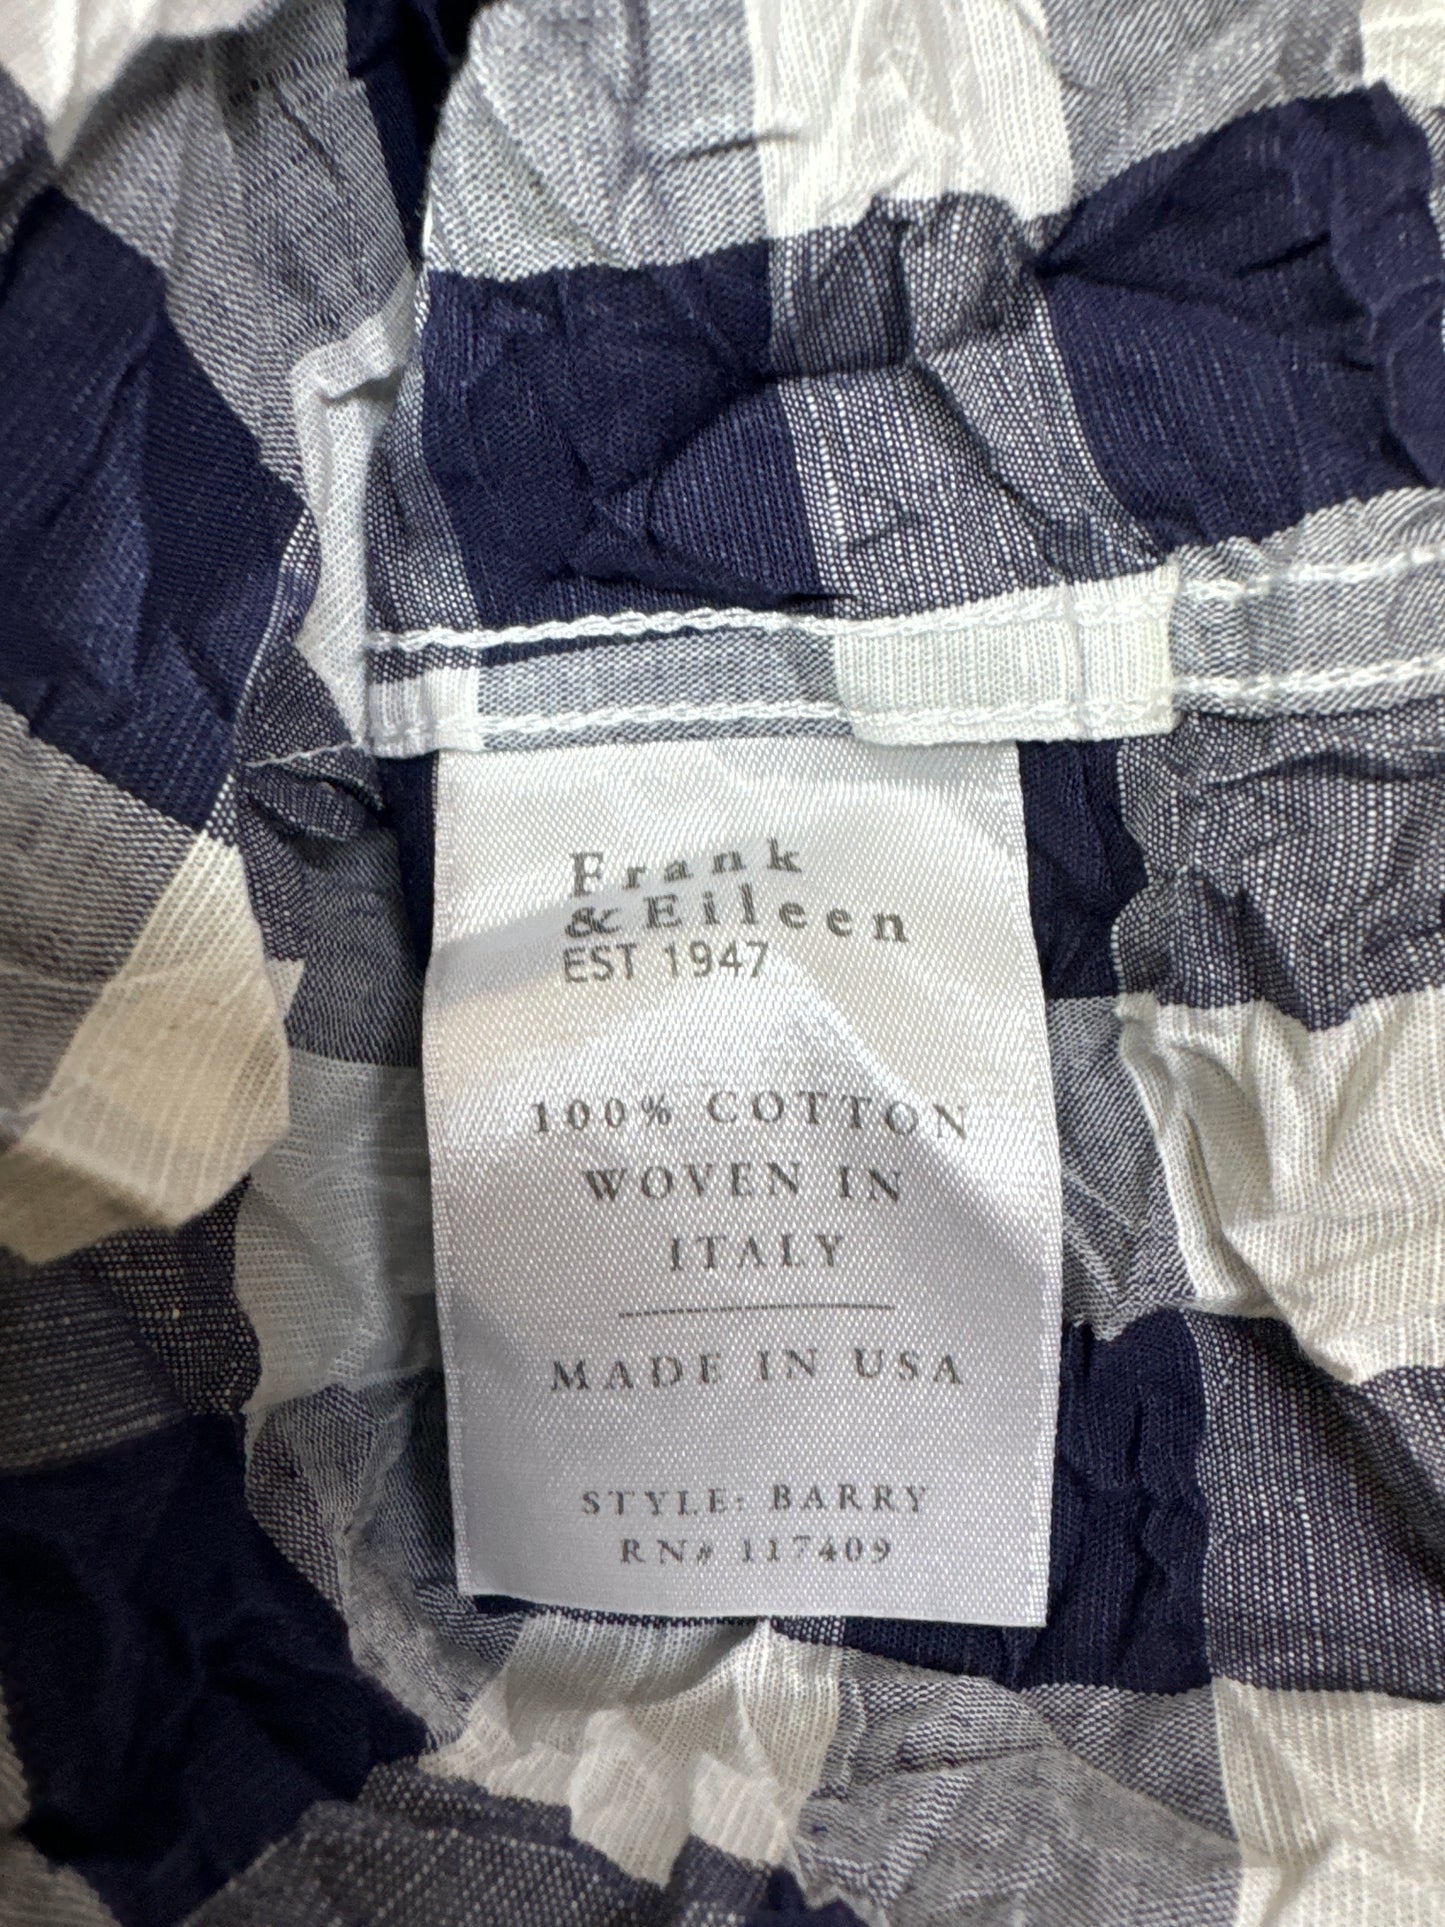 Frank
& Eileen
EST 1947
100% COTTON
WOVEN IN
ITALY
MADE IN USA
STYLE: BARRY
RN# 117409